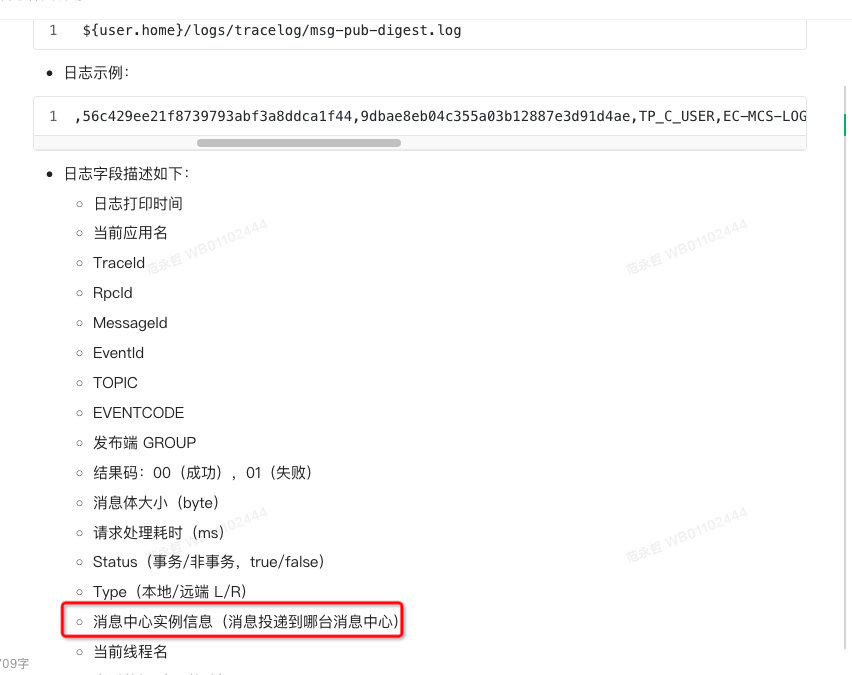 1 ${user.home}/logs/tracelog/msg-pub-digest.log
日志示例：
1 ,56c429ee21f8739793abf3a8ddca1f44,9dbae8eb04c355a03b12887e3d91d4ae,TP_C_USER,EC-MCS-LOG
日志字段描述如下：
日志打印时间
当前应用名
范永哲 WB01102444
范永哲 WB01102444
TraceId
RpcId
MessageId
EventId
TOPIC
EVENTCODE
发布端 GROUP
结果码：00（成功），01（失败）
消息体大小（byte）
WB01102444
范永哲 WB01102444
请求处理耗时（ms）
Status（事务/非事务，true/false）
Type（本地/远端 L/R)
消息中心实例信息（消息投递到哪台消息中心）
当前线程名
709字